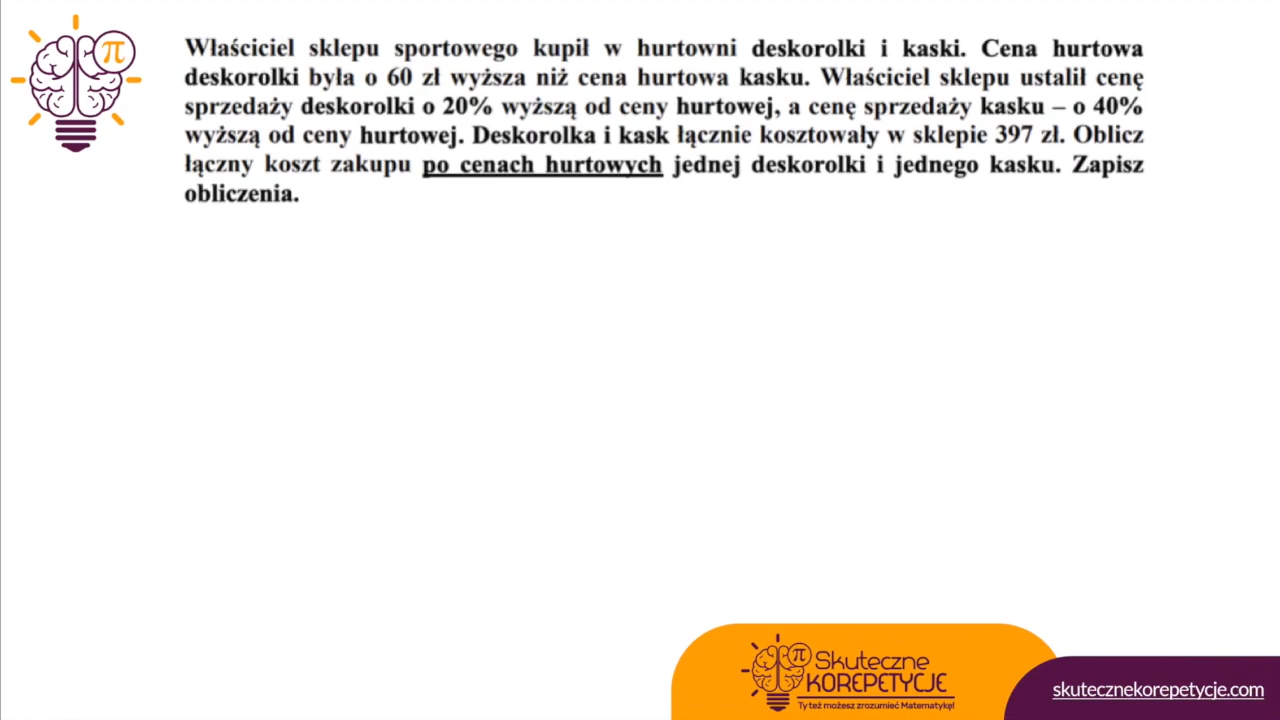 π
Właściciel sklepu sportowego kupił w hurtowni deskorolki i kaski. Cena hurtowa
deskorolki była o 60 zł wyższa niż cena hurtowa kasku. Właściciel sklepu ustalił cenę
sprzedaży deskorolki o 20% wyższą od ceny hurtowej, a cenę sprzedaży kasku – o 40%
wyższą od ceny hurtowej. Deskorolka i kask łącznie kosztowały w sklepie 397 zł. Oblicz
łączny koszt zakupu po cenach hurtowych jednej deskorolki i jednego kasku. Zapisz
obliczenia.
π
Skuteczne
KOREPETYCJE
Ty też możesz zrozumieć Matematykę!
skutecznekorepetycje.com